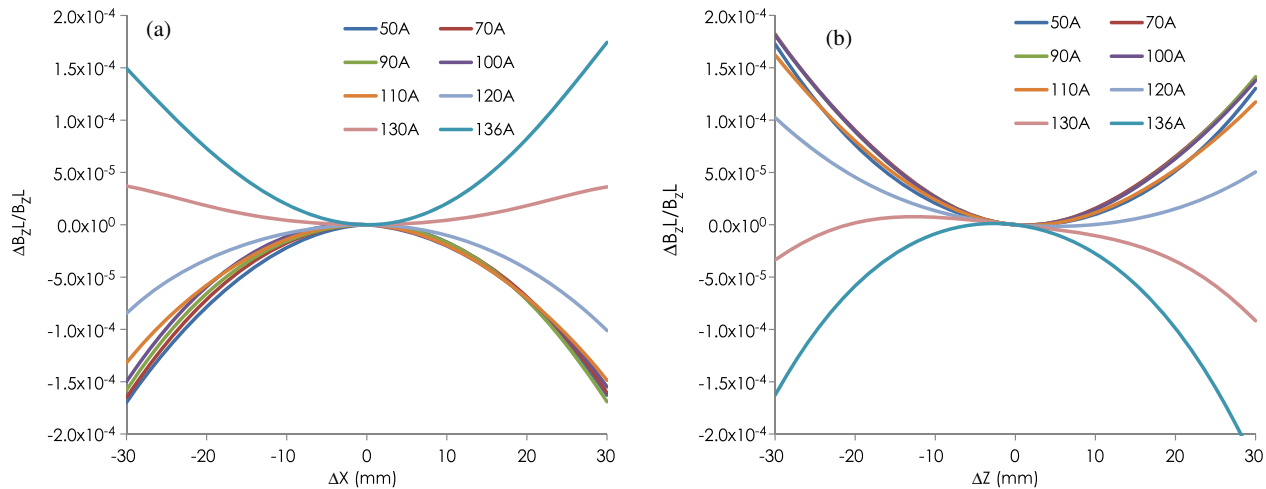 (a)
50A 70A
90A 100A
110A 120A
130A 136A
2.0x10⁻⁴
1.5x10⁻⁴
1.0x10⁻⁴
5.0x10⁻⁵
0.0x10⁰
-5.0x10⁻⁵
-1.0x10⁻⁴
-1.5x10⁻⁴
-2.0x10⁻⁴
ΔB_ZL/B_ZL
-30 -20 -10 0 10 20 30
ΔX (mm)
(b)
50A 70A
90A 100A
110A 120A
130A 136A
2.0x10⁻⁴
1.5x10⁻⁴
1.0x10⁻⁴
5.0x10⁻⁵
0.0x10⁰
-5.0x10⁻⁵
-1.0x10⁻⁴
-1.5x10⁻⁴
-2.0x10⁻⁴
ΔB_ZL/B_ZL
-30 -20 -10 0 10 20 30
ΔZ (mm)